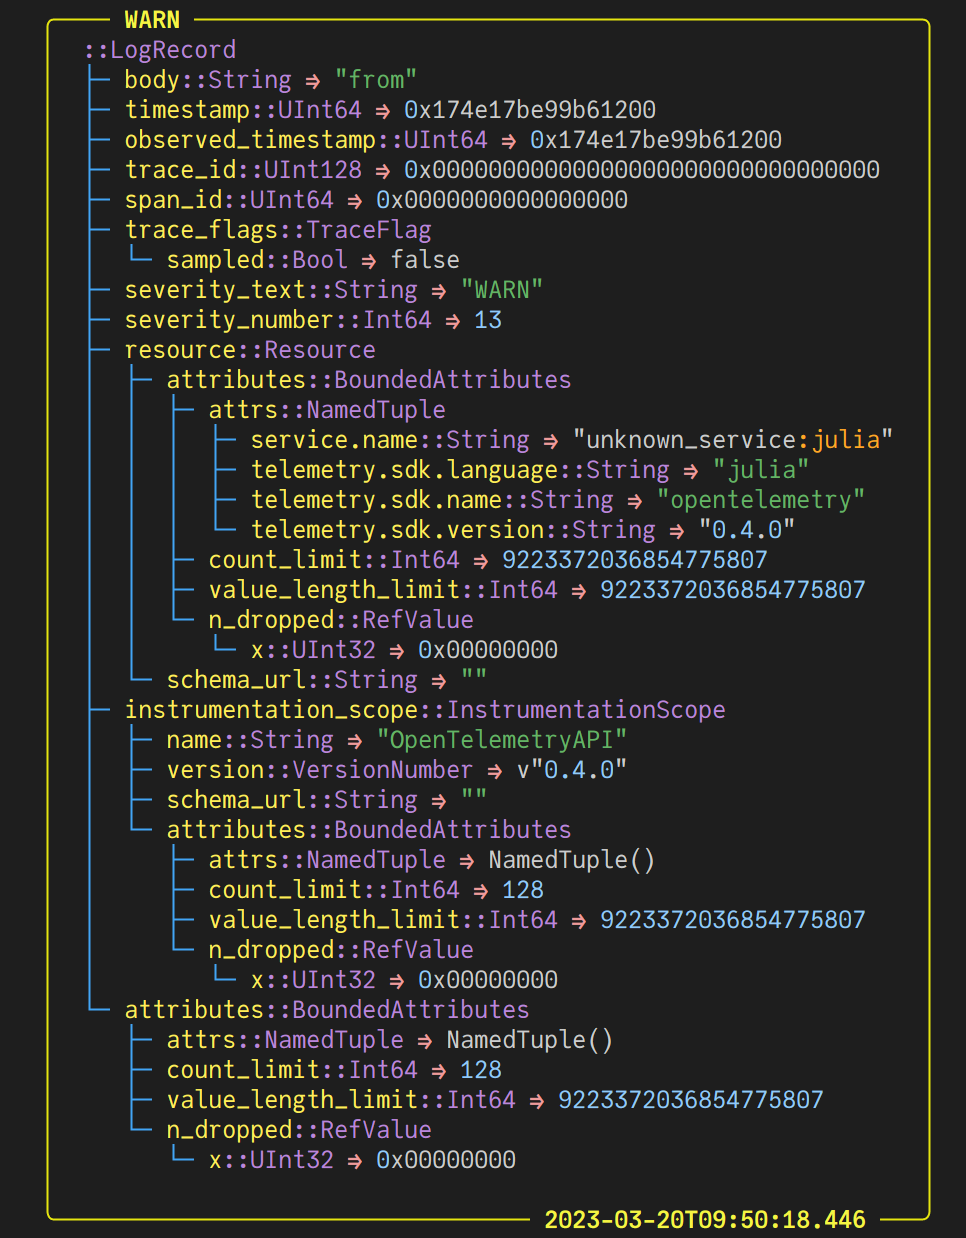 WARN
::LogRecord
body::String ⇒ "from"
timestamp::UInt64 ⇒ 0x174e17be99b61200
observed_timestamp::UInt64 ⇒ 0x174e17be99b61200
trace_id::UInt128 ⇒ 0x00000000000000000000000000000000
span_id::UInt64 ⇒ 0x0000000000000000
trace_flags::TraceFlag
sampled::Bool ⇒ false
severity_text::String ⇒ "WARN"
severity_number::Int64 ⇒ 13
resource::Resource
attributes::BoundedAttributes
attrs::NamedTuple
service.name::String ⇒ "unknown_service:julia"
telemetry.sdk.language::String ⇒ "julia"
telemetry.sdk.name::String ⇒ "opentelemetry"
telemetry.sdk.version::String ⇒ "0.4.0"
count_limit::Int64 ⇒ 9223372036854775807
value_length_limit::Int64 ⇒ 9223372036854775807
n_dropped::RefValue
x::UInt32 ⇒ 0x00000000
schema_url::String ⇒ ""
instrumentation_scope::InstrumentationScope
name::String ⇒ "OpenTelemetryAPI"
version::VersionNumber ⇒ v"0.4.0"
schema_url::String ⇒ ""
attributes::BoundedAttributes
attrs::NamedTuple ⇒ NamedTuple()
count_limit::Int64 ⇒ 128
value_length_limit::Int64 ⇒ 9223372036854775807
n_dropped::RefValue
x::UInt32 ⇒ 0x00000000
attributes::BoundedAttributes
attrs::NamedTuple ⇒ NamedTuple()
count_limit::Int64 ⇒ 128
value_length_limit::Int64 ⇒ 9223372036854775807
n_dropped::RefValue
x::UInt32 ⇒ 0x00000000
2023-03-20T09:50:18.446